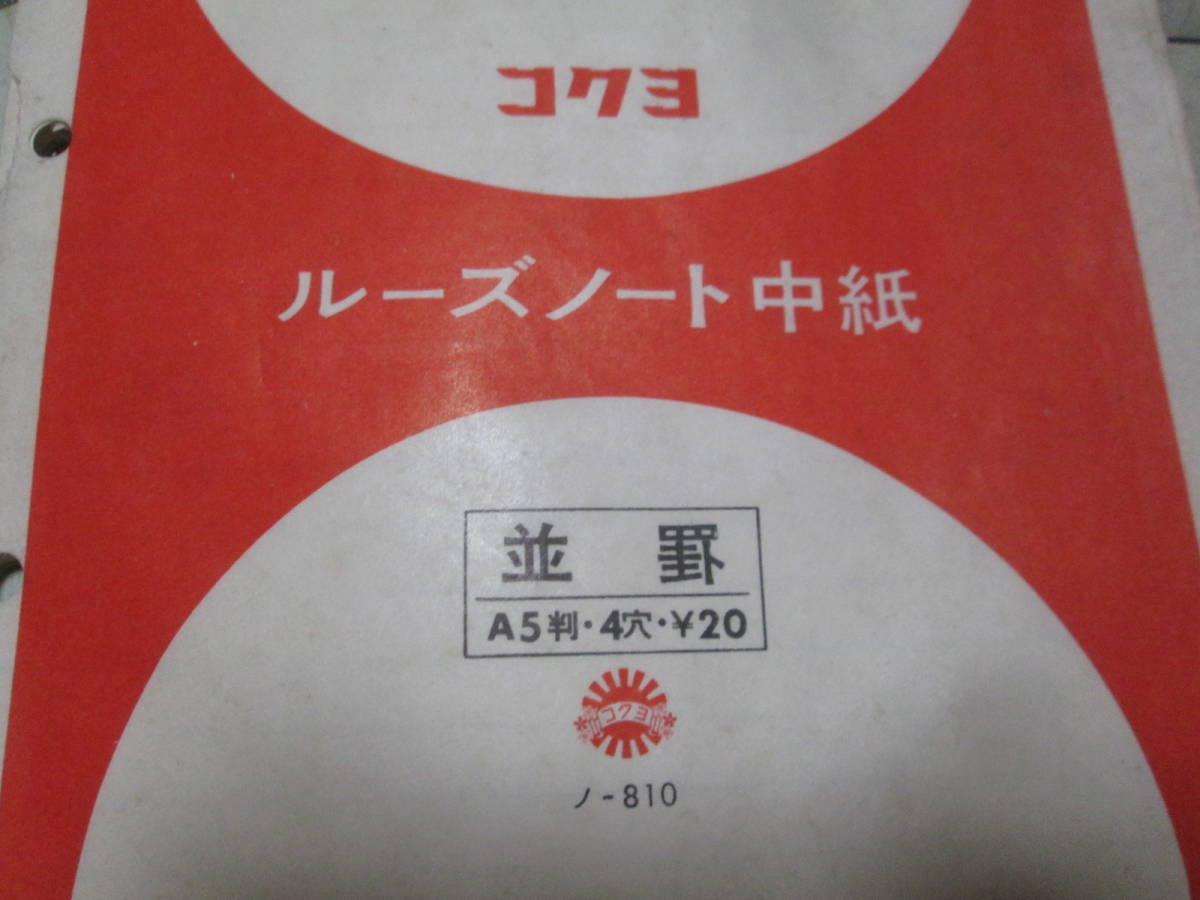 コクヨ
ルーズノート中紙
並罫
A5判・4穴・¥20
コクヨ
ノ-810